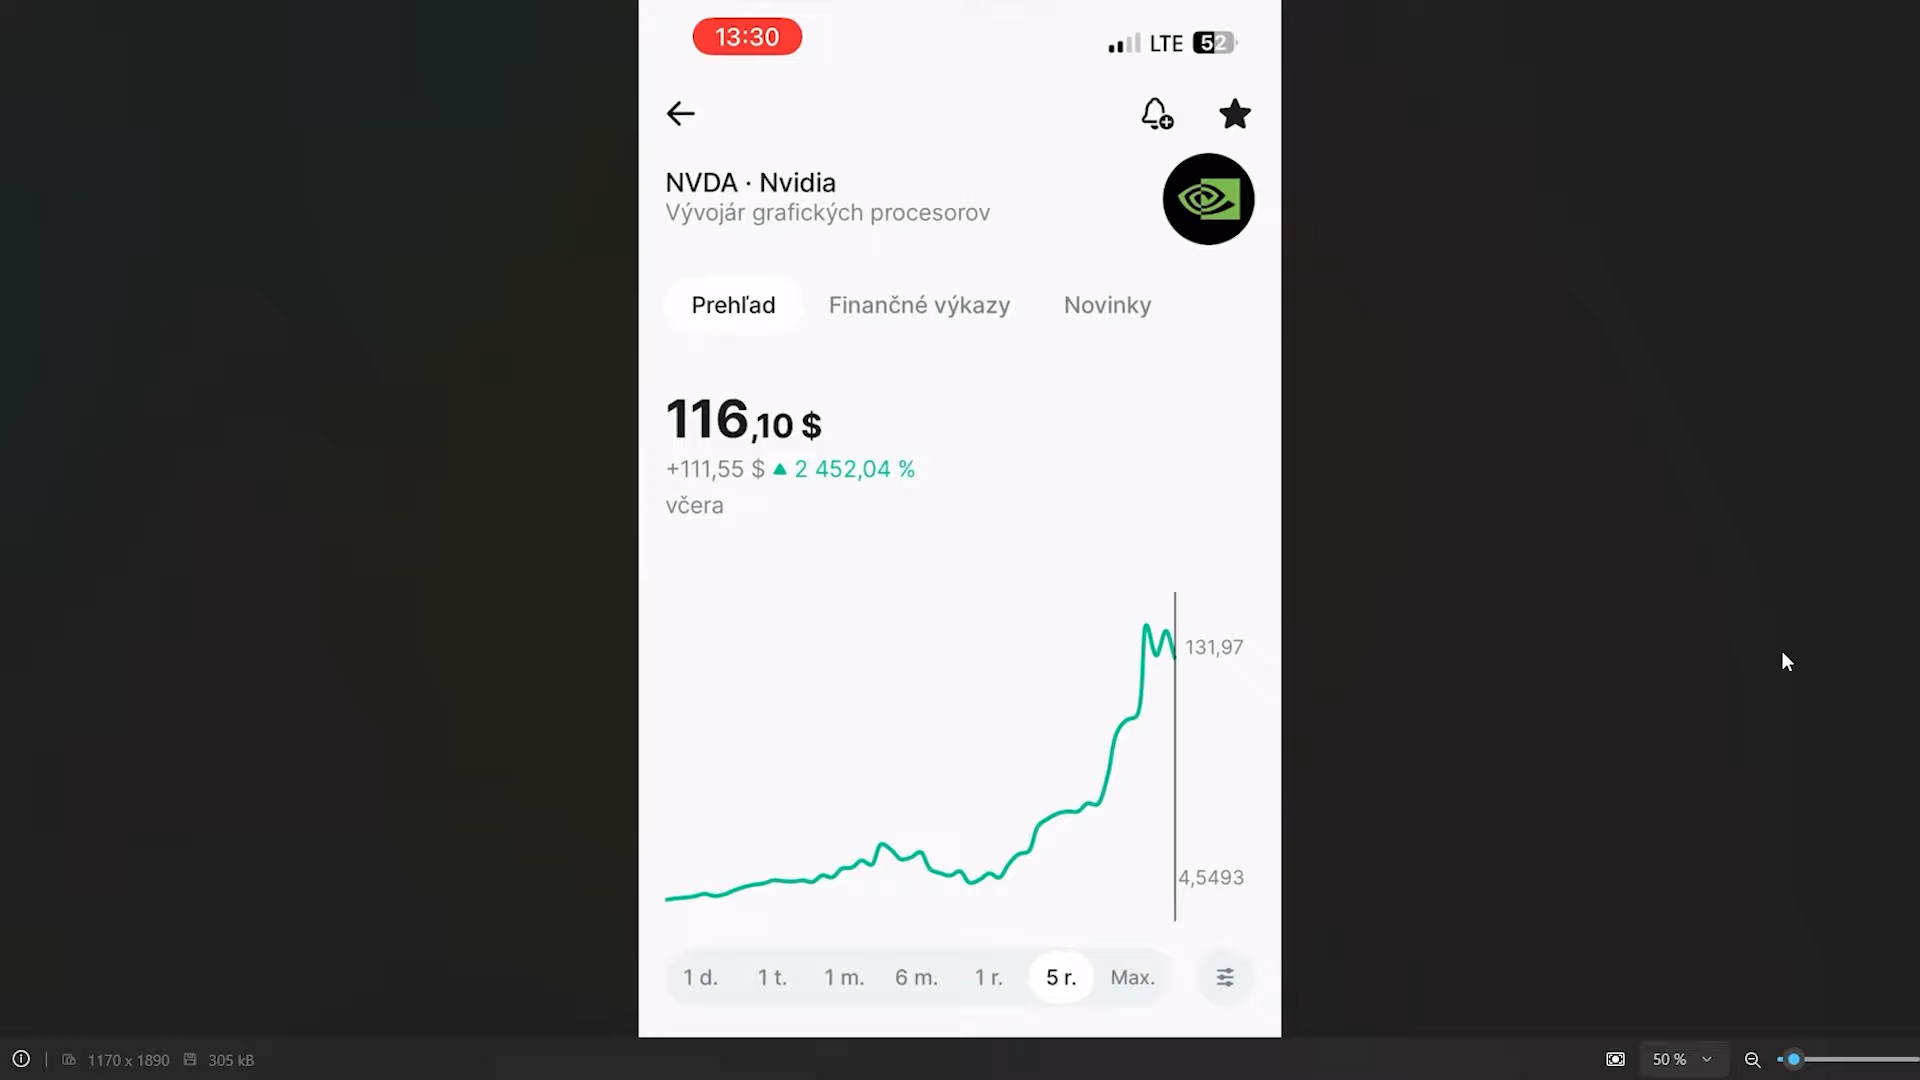 13:30
LTE 52
NVDA · Nvidia
Vývojár grafických procesorov
Prehľad Finančné výkazy Novinky
116,10 $
+111,55 $ ▲ 2 452,04 %
včera
131,97
4,5493
1 d. 1 t. 1 m. 6 m. 1 r. 5 r. Max.
1170 x 1890 305 kB 50 %